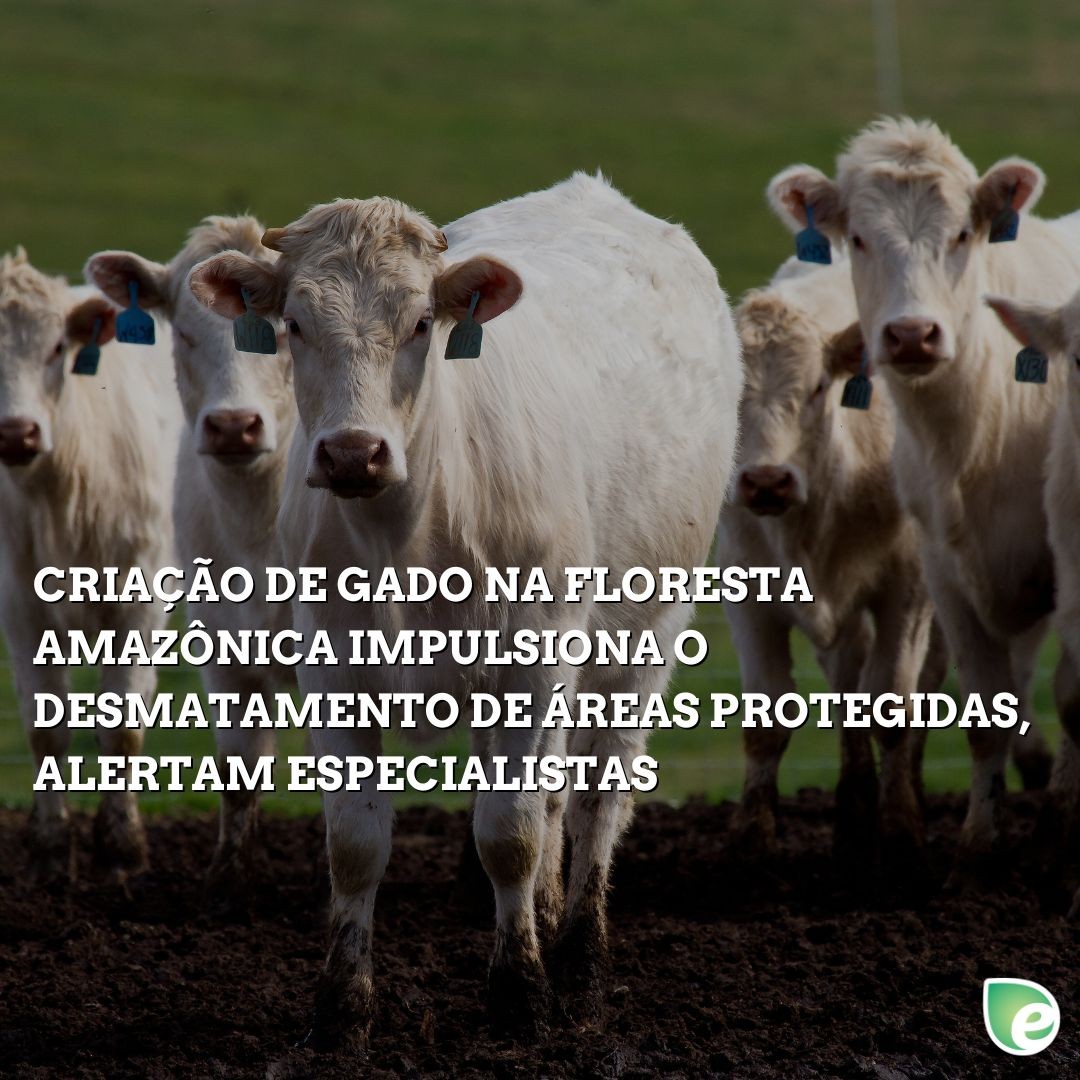 CRIAÇÃO DE GADO NA FLORESTA
AMAZÔNICA IMPULSIONA O
DESMATAMENTO DE ÁREAS PROTEGIDAS,
ALERTAM ESPECIALISTAS
e